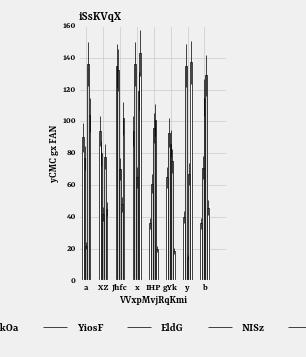 iSsKVqX
160
140
120
100
80
60
40
20
0
yCMC gx FAN
a XZ Jhfc x IHP gYk y b
VVxpMvjRqKmi
kOa YiosF EldG NISz